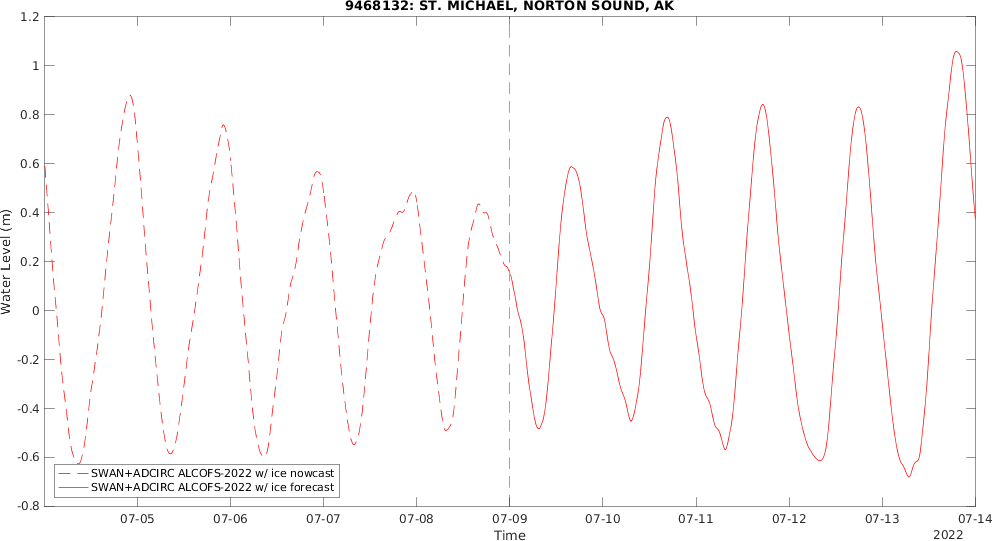 9468132: ST. MICHAEL, NORTON SOUND, AK
1.2
1
0.8
0.6
0.4
0.2
0
-0.2
-0.4
-0.6
-0.8
Water Level (m)
SWAN+ADCIRC ALCOFS-2022 w/ ice nowcast
SWAN+ADCIRC ALCOFS-2022 w/ ice forecast
07-05 07-06 07-07 07-08 07-09 07-10 07-11 07-12 07-13 07-14
Time
2022